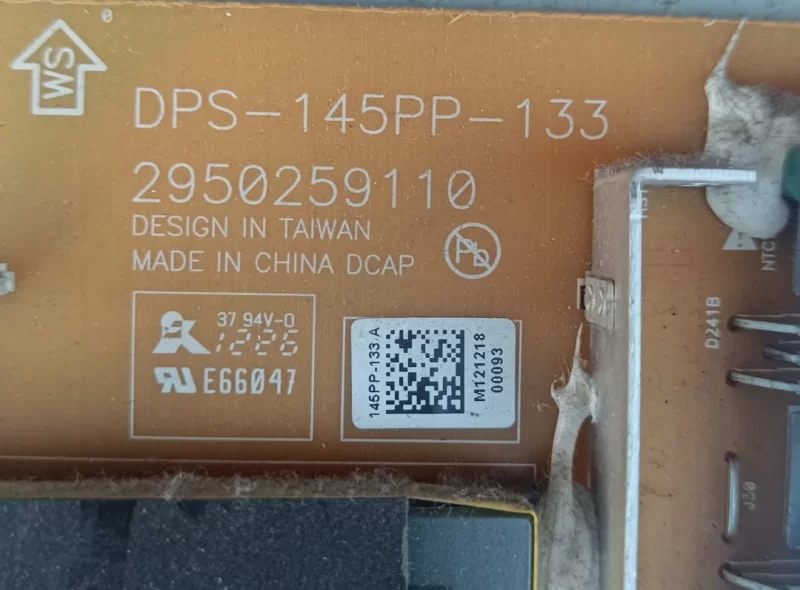 WS
0
DPS-145PP-133
2950259110
DESIGN IN TAIWAN
MADE IN CHINA DCAP
Pb
37 94V-0
1226
E66047
145PP-133 A
M121218
00093
NTC
D241B
J30